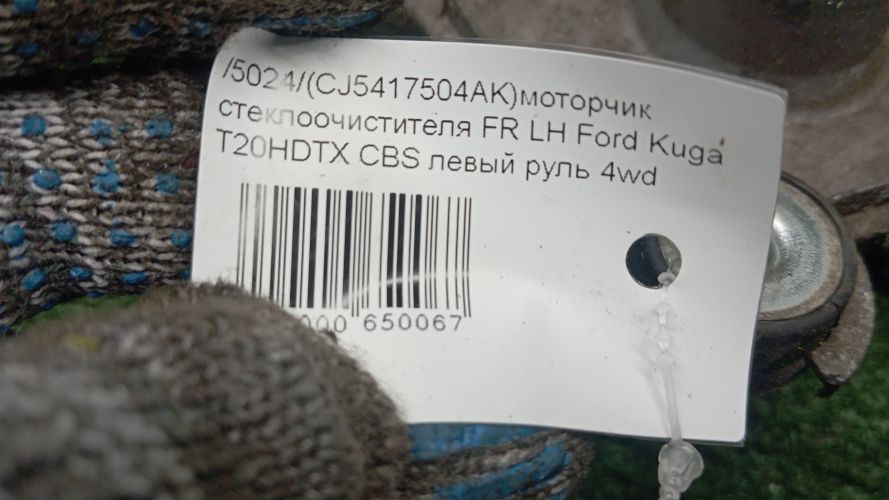 /5024/(CJ5417504AK)моторчик
стеклоочистителя FR LH Ford Kuga
T20HDTX CBS левый руль 4wd
000 650067